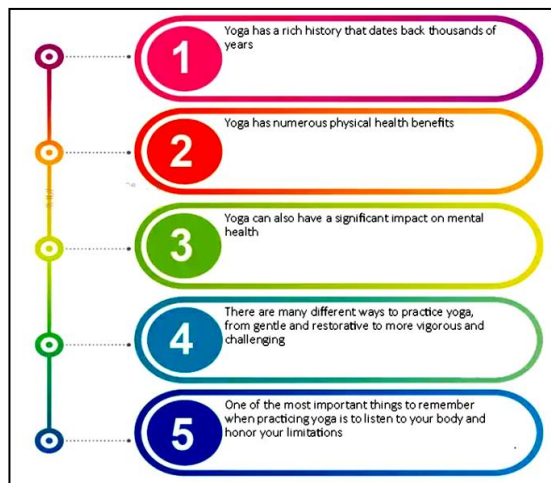 1
Yoga has a rich history that dates back thousands of
years
2
Yoga has numerous physical health benefits
3
Yoga can also have a significant impact on mental
health
4
There are many different ways to practice yoga,
from gentle and restorative to more vigorous and
challenging
5
One of the most important things to remember
when practicing yoga is to listen to your body and
honor your limitations